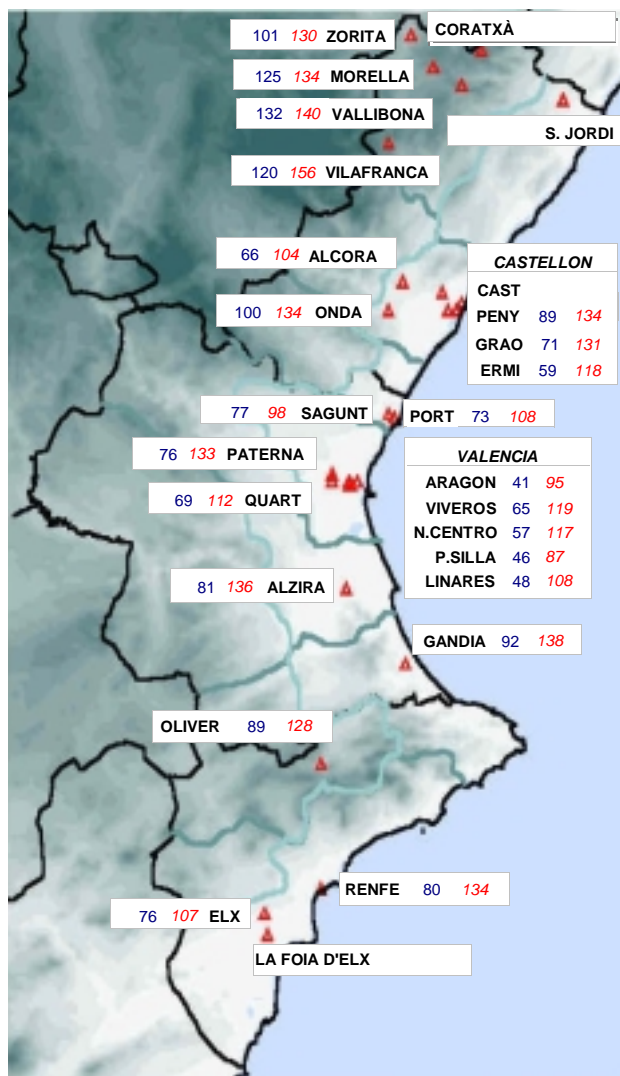 101 130 ZORITA
CORATXÀ
125 134 MORELLA
132 140 VALLIBONA
S. JORDI
120 156 VILAFRANCA
66 104 ALCORA
100 134 ONDA
CASTELLON
CAST
PENY 89 134
GRAO 71 131
ERMI 59 118
77 98 SAGUNT
PORT 73 108
76 133 PATERNA
69 112 QUART
VALENCIA
ARAGON 41 95
VIVEROS 65 119
N.CENTRO 57 117
P.SILLA 46 87
LINARES 48 108
81 136 ALZIRA
GANDIA 92 138
OLIVER 89 128
RENFE 80 134
76 107 ELX
LA FOIA D'ELX